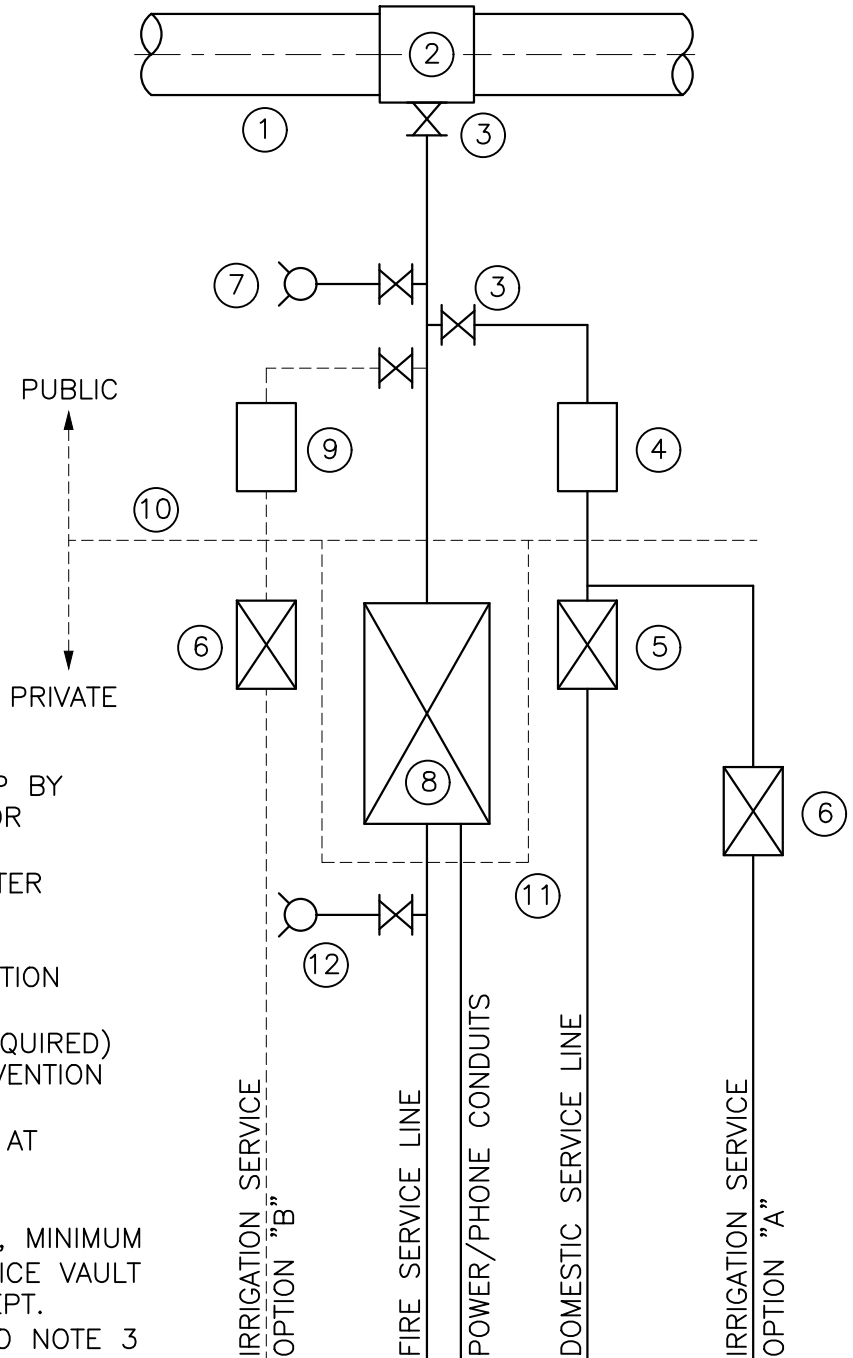 2
1
3
7
3
PUBLIC
9
4
10
6
5
PRIVATE
P BY
OR
8
6
TER
11
12
TION
QUIRED)
VENTION
AT
, MINIMUM
ICE VAULT
EPT.
O NOTE 3
IRRIGATION SERVICE
OPTION "B"
FIRE SERVICE LINE
POWER/PHONE CONDUITS
DOMESTIC SERVICE LINE
IRRIGATION SERVICE
OPTION "A"